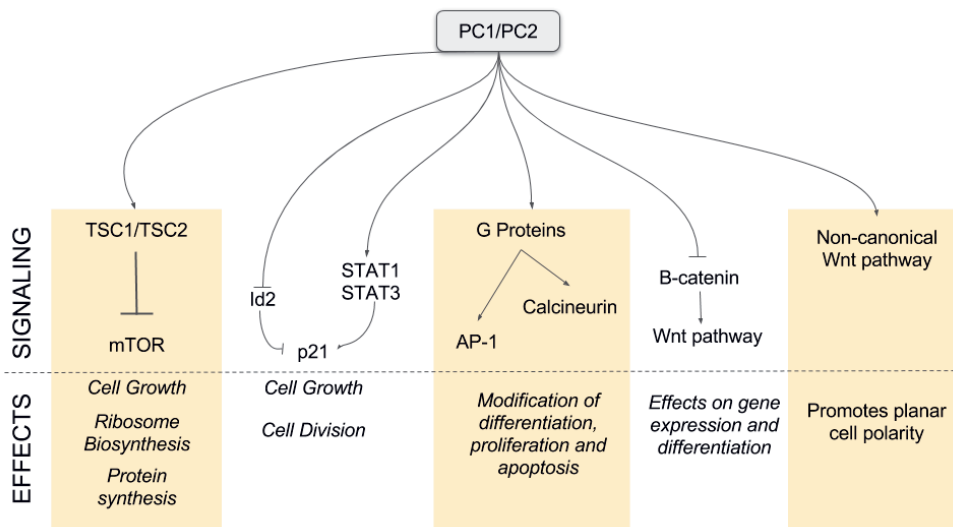 PC1/PC2
SIGNALING
TSC1/TSC2
mTOR
Id2
STAT1
STAT3
p21
G Proteins
AP-1
Calcineurin
B-catenin
Wnt pathway
Non-canonical
Wnt pathway
EFFECTS
Cell Growth
Ribosome
Biosynthesis
Protein
synthesis
Cell Growth
Cell Division
Modification of
differentiation,
proliferation and
apoptosis
Effects on gene
expression and
differentiation
Promotes planar
cell polarity